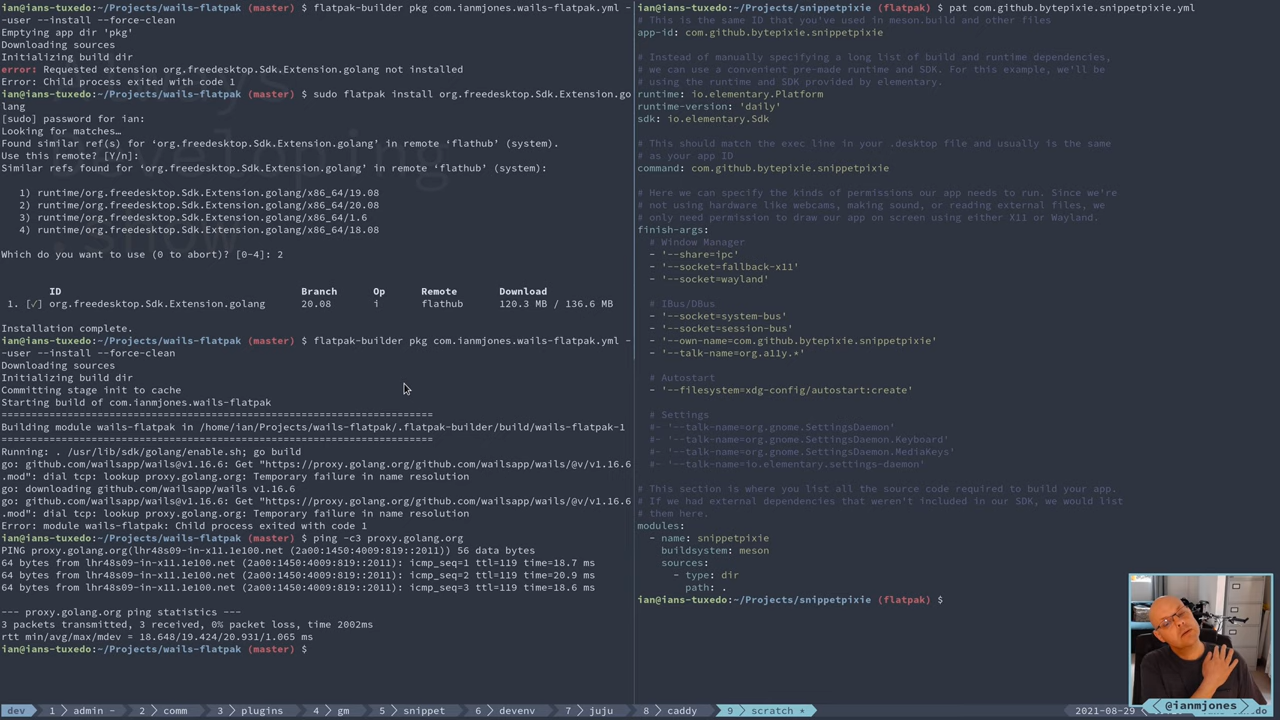 ian@ians-tuxedo:~/Projects/wails-flatpak (master) $ flatpak-builder pkg com.ianmjones.wails-flatpak.yml -
-user --install --force-clean
Emptying app dir 'pkg'
Downloading sources
Initializing build dir
error: Requested extension org.freedesktop.Sdk.Extension.golang not installed
Error: Child process exited with code 1
ian@ians-tuxedo:~/Projects/wails-flatpak (master) $ sudo flatpak install org.freedesktop.Sdk.Extension.go
lang
[sudo] password for ian:
Looking for matches…
Found similar ref(s) for ‘org.freedesktop.Sdk.Extension.golang’ in remote ‘flathub’ (system).
Use this remote? [Y/n]:
Similar refs found for ‘org.freedesktop.Sdk.Extension.golang’ in remote ‘flathub’ (system):
1) runtime/org.freedesktop.Sdk.Extension.golang/x86_64/19.08
2) runtime/org.freedesktop.Sdk.Extension.golang/x86_64/20.08
3) runtime/org.freedesktop.Sdk.Extension.golang/x86_64/1.6
4) runtime/org.freedesktop.Sdk.Extension.golang/x86_64/18.08
Which do you want to use (0 to abort)? [0-4]: 2
ID Branch Op Remote Download
1. [✓] org.freedesktop.Sdk.Extension.golang 20.08 i flathub 120.3 MB / 136.6 MB
Installation complete.
ian@ians-tuxedo:~/Projects/wails-flatpak (master) $ flatpak-builder pkg com.ianmjones.wails-flatpak.yml -
-user --install --force-clean
Downloading sources
Initializing build dir
Committing stage init to cache
Starting build of com.ianmjones.wails-flatpak
========================================================================
Building module wails-flatpak in /home/ian/Projects/wails-flatpak/.flatpak-builder/build/wails-flatpak-1
========================================================================
Running: . /usr/lib/sdk/golang/enable.sh; go build
go: github.com/wailsapp/wails@v1.16.6: Get "https://proxy.golang.org/github.com/wailsapp/wails/@v/v1.16.6
.mod": dial tcp: lookup proxy.golang.org: Temporary failure in name resolution
go: downloading github.com/wailsapp/wails v1.16.6
go: github.com/wailsapp/wails@v1.16.6: Get "https://proxy.golang.org/github.com/wailsapp/wails/@v/v1.16.6
.mod": dial tcp: lookup proxy.golang.org: Temporary failure in name resolution
Error: module wails-flatpak: Child process exited with code 1
ian@ians-tuxedo:~/Projects/wails-flatpak (master) $ ping -c3 proxy.golang.org
PING proxy.golang.org(lhr48s09-in-x11.1e100.net (2a00:1450:4009:819::2011)) 56 data bytes
64 bytes from lhr48s09-in-x11.1e100.net (2a00:1450:4009:819::2011): icmp_seq=1 ttl=119 time=18.7 ms
64 bytes from lhr48s09-in-x11.1e100.net (2a00:1450:4009:819::2011): icmp_seq=2 ttl=119 time=20.9 ms
64 bytes from lhr48s09-in-x11.1e100.net (2a00:1450:4009:819::2011): icmp_seq=3 ttl=119 time=18.6 ms
--- proxy.golang.org ping statistics ---
3 packets transmitted, 3 received, 0% packet loss, time 2002ms
rtt min/avg/max/mdev = 18.648/19.424/20.931/1.065 ms
ian@ians-tuxedo:~/Projects/wails-flatpak (master) $
ian@ians-tuxedo:~/Projects/snippetpixie (flatpak) $ pat com.github.bytepixie.snippetpixie.yml
# This is the same ID that you've used in meson.build and other files
app-id: com.github.bytepixie.snippetpixie
# Instead of manually specifying a long list of build and runtime dependencies,
# we can use a convenient pre-made runtime and SDK. For this example, we'll be
# using the runtime and SDK provided by elementary.
runtime: io.elementary.Platform
runtime-version: 'daily'
sdk: io.elementary.Sdk
# This should match the exec line in your .desktop file and usually is the same
# as your app ID
command: com.github.bytepixie.snippetpixie
# Here we can specify the kinds of permissions our app needs to run. Since we're
# not using hardware like webcams, making sound, or reading external files, we
# only need permission to draw our app on screen using either X11 or Wayland.
finish-args:
# Window Manager
- '--share=ipc'
- '--socket=fallback-x11'
- '--socket=wayland'
# IBus/DBus
- '--socket=system-bus'
- '--socket=session-bus'
- '--own-name=com.github.bytepixie.snippetpixie'
- '--talk-name=org.a11y.*'
# Autostart
- '--filesystem=xdg-config/autostart:create'
# Settings
#- '--talk-name=org.gnome.SettingsDaemon'
#- '--talk-name=org.gnome.SettingsDaemon.Keyboard'
#- '--talk-name=org.gnome.SettingsDaemon.MediaKeys'
#- '--talk-name=io.elementary.settings-daemon'
# This section is where you list all the source code required to build your app.
# If we had external dependencies that weren't included in our SDK, we would list
# them here.
modules:
- name: snippetpixie
buildsystem: meson
sources:
- type: dir
path: .
ian@ians-tuxedo:~/Projects/snippetpixie (flatpak) $
dev 1 admin - 2 comm 3 plugins 4 gm 5 snippet 6 devenv 7 juju 8 caddy 9 scratch * 2021-08-29
@ianmjones